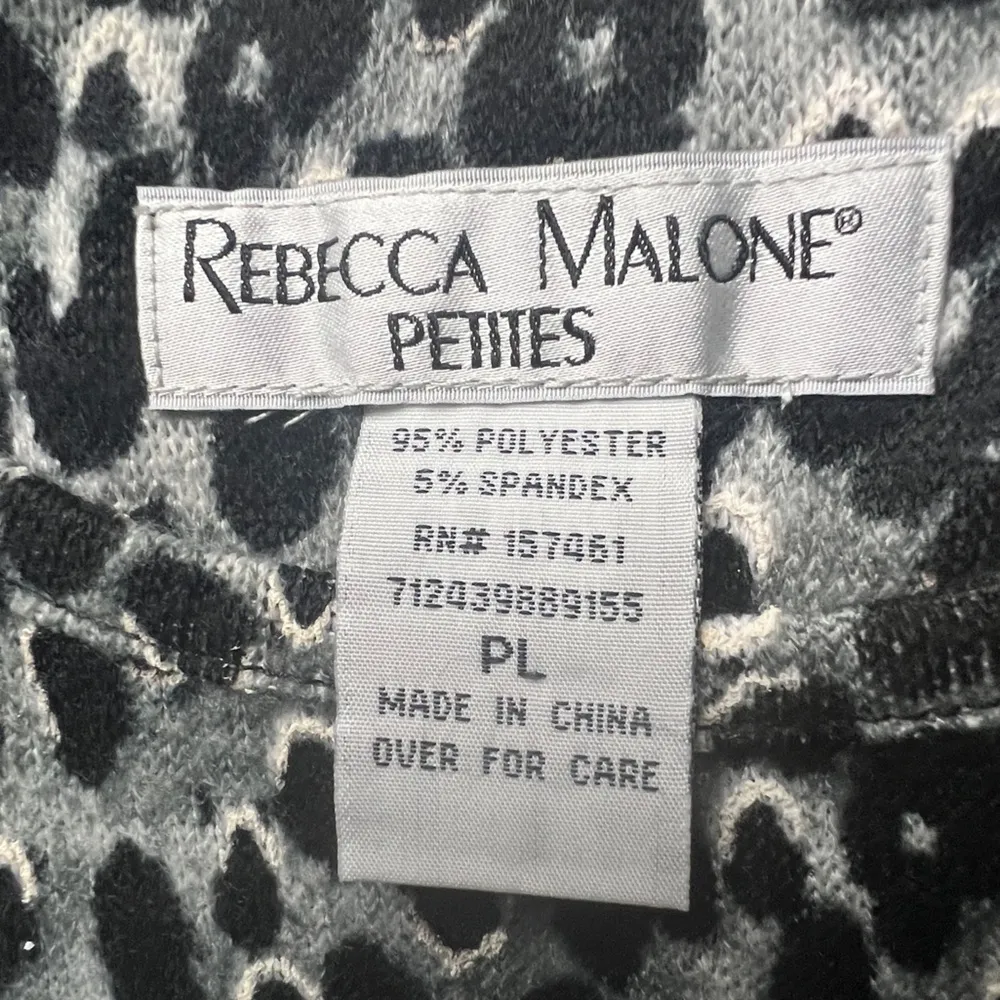 REBECCA MALONE®
PETITES
95% POLYESTER
5% SPANDEX
RN# 157461
712439889155
PL
MADE IN CHINA
OVER FOR CARE